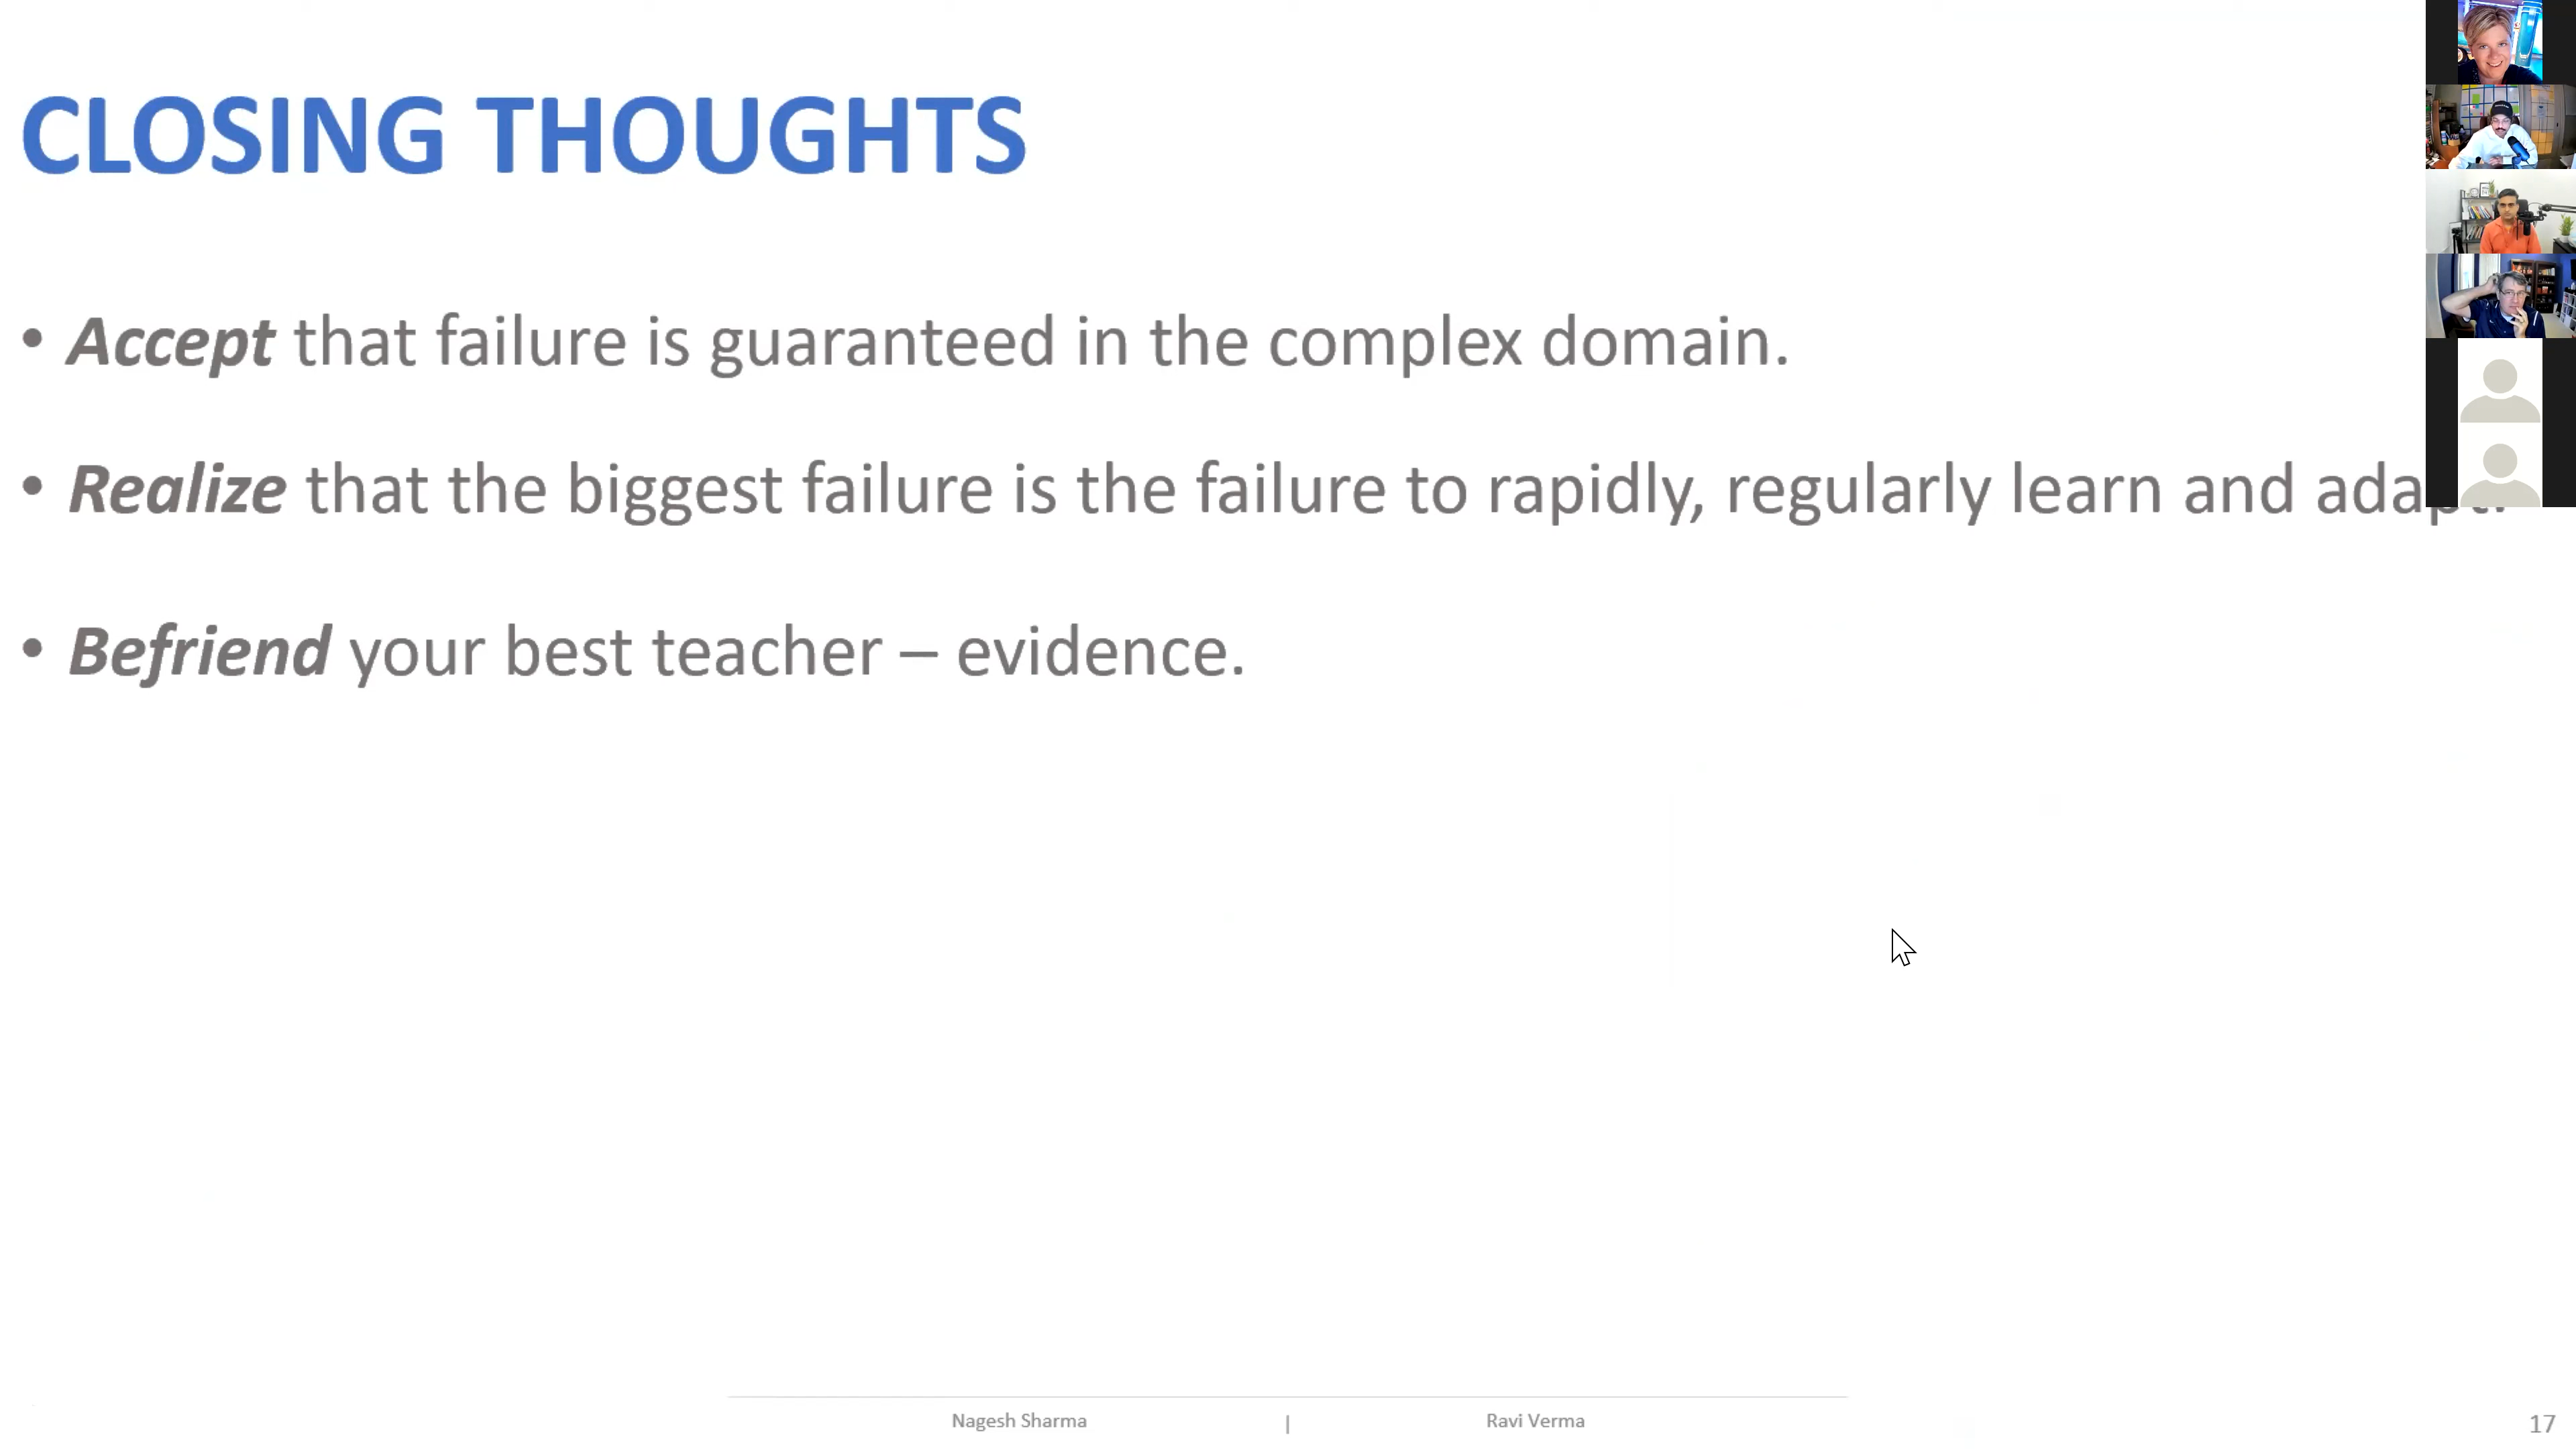 CLOSING THOUGHTS
• Accept that failure is guaranteed in the complex domain.
• Realize that the biggest failure is the failure to rapidly, regularly learn and adapt.
• Befriend your best teacher – evidence.
Nagesh Sharma | Ravi Verma 17